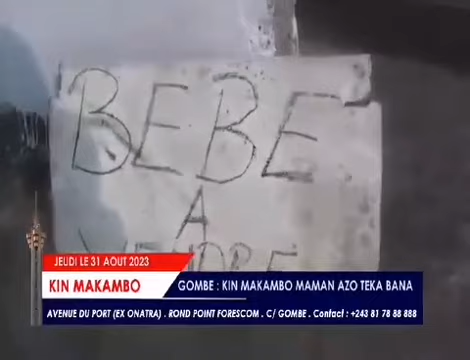 BEBE
A
VENDRE
JEUDI LE 31 AOUT 2023
KIN MAKAMBO
GOMBE : KIN MAKAMBO MAMAN AZO TEKA BANA
AVENUE DU PORT (EX ONATRA) . ROND POINT FORESCOM . C/ GOMBE . Contact : +243 81 78 88 888